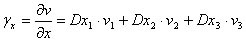 γₓ = ∂v/∂x = Dx₁ · v₁ + Dx₂ · v₂ + Dx₃ · v₃